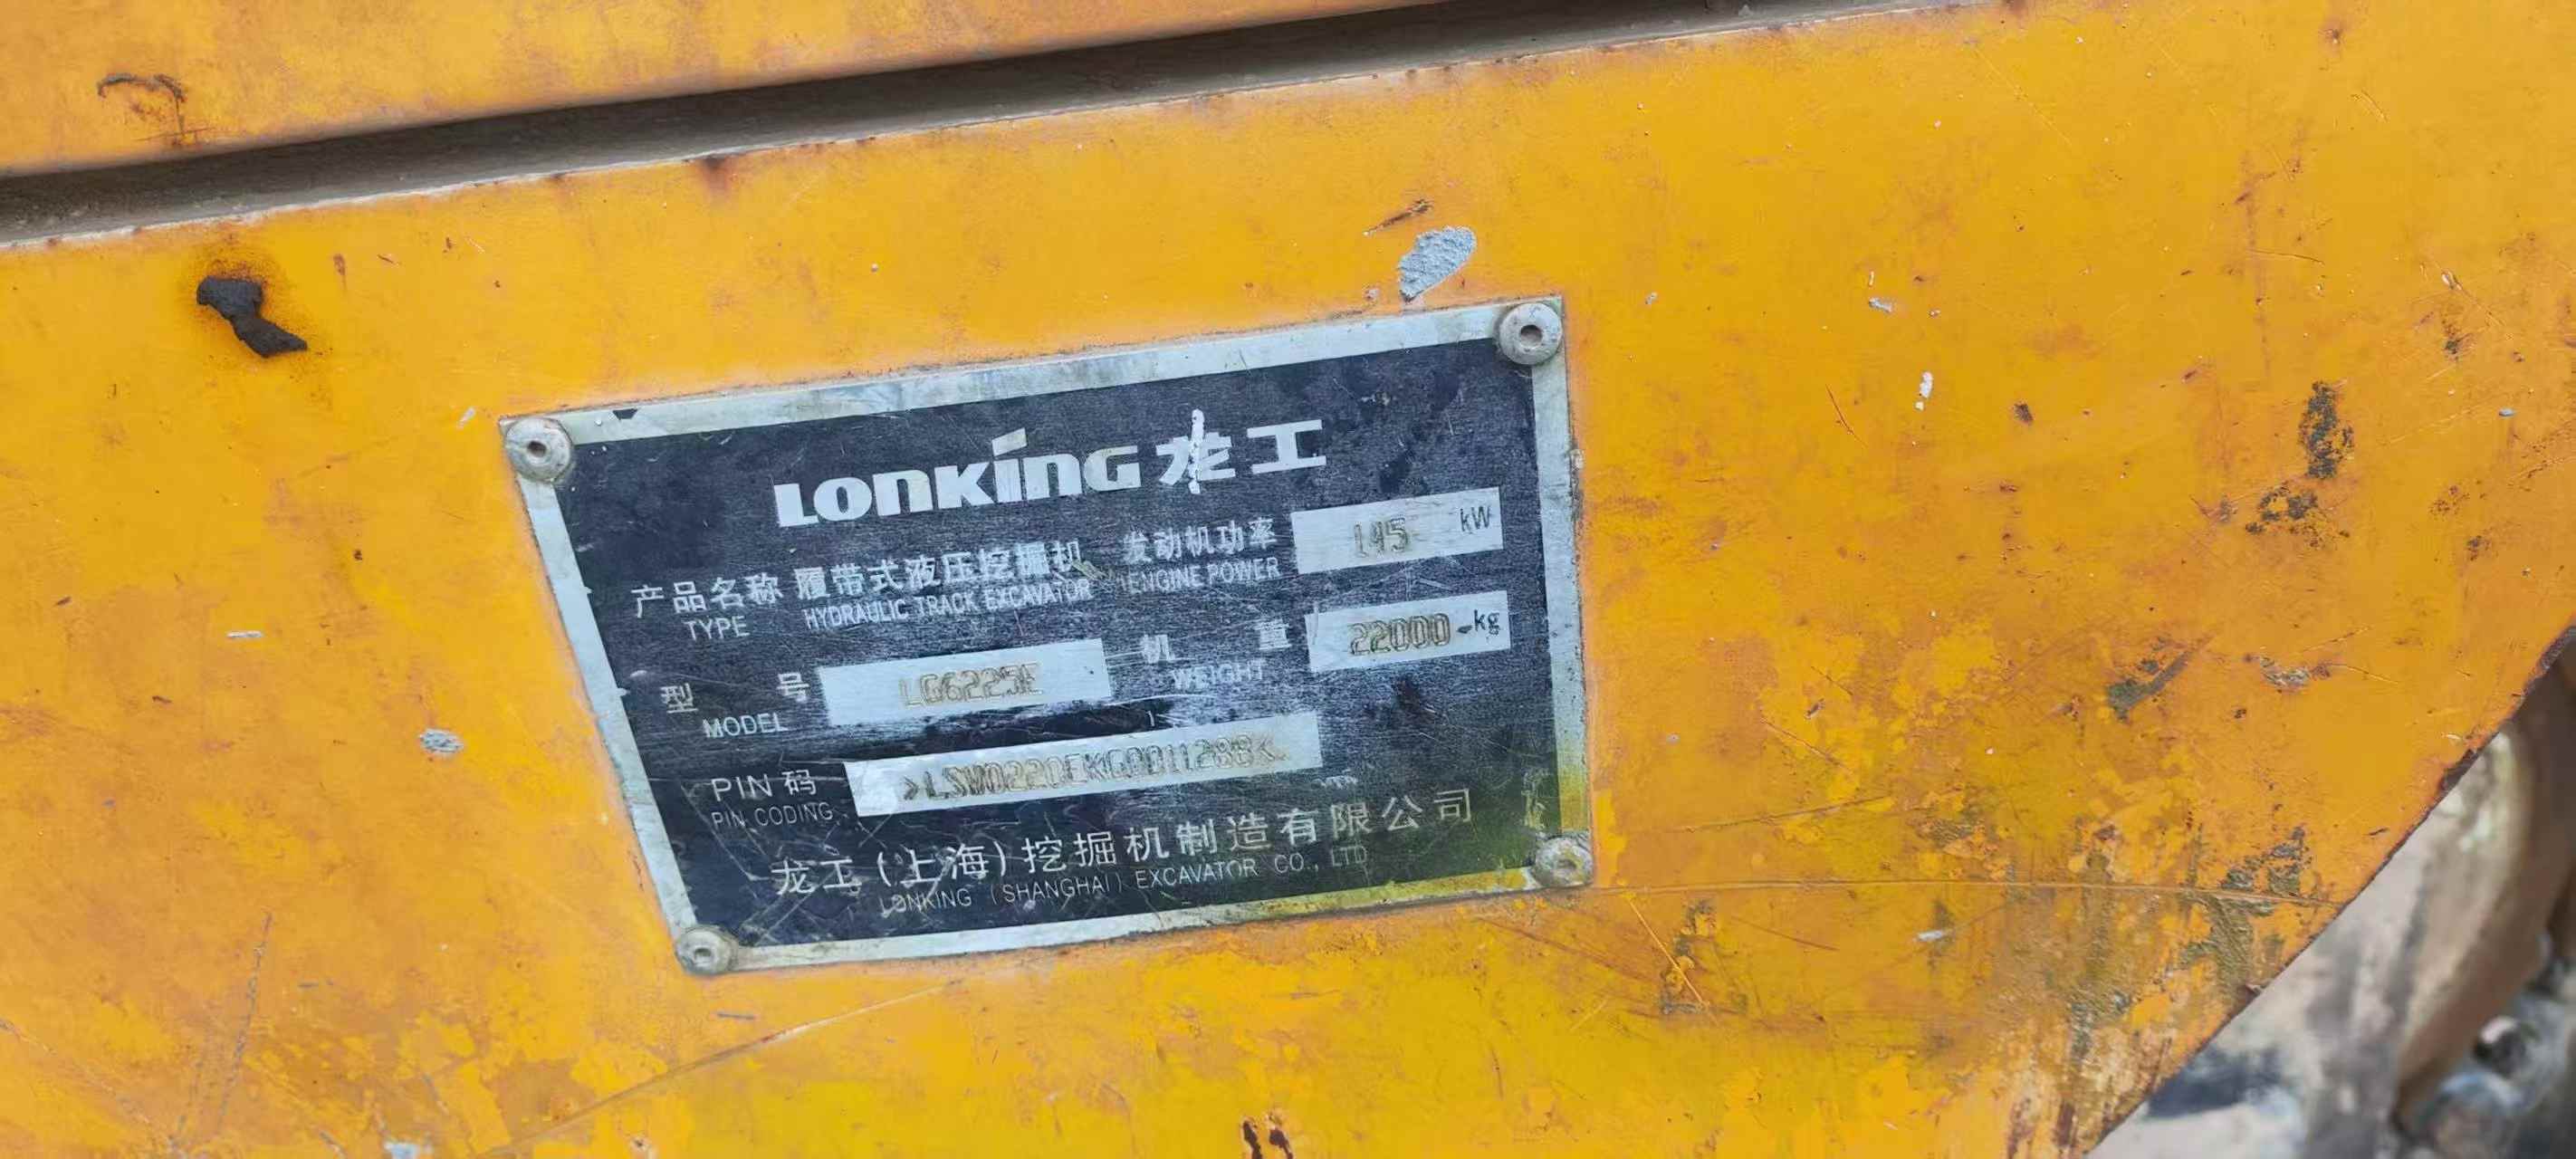 LONKING 龙工
产品名称 履带式液压挖掘机 发动机功率 145 kW
TYPE HYDRAULIC TRACK EXCAVATOR ENGINE POWER
型号 LG6225E 机重 22000 kg
MODEL WEIGHT
PIN 码
PIN CODING
龙工(上海)挖掘机制造有限公司
LONKING (SHANGHAI) EXCAVATOR CO., LTD